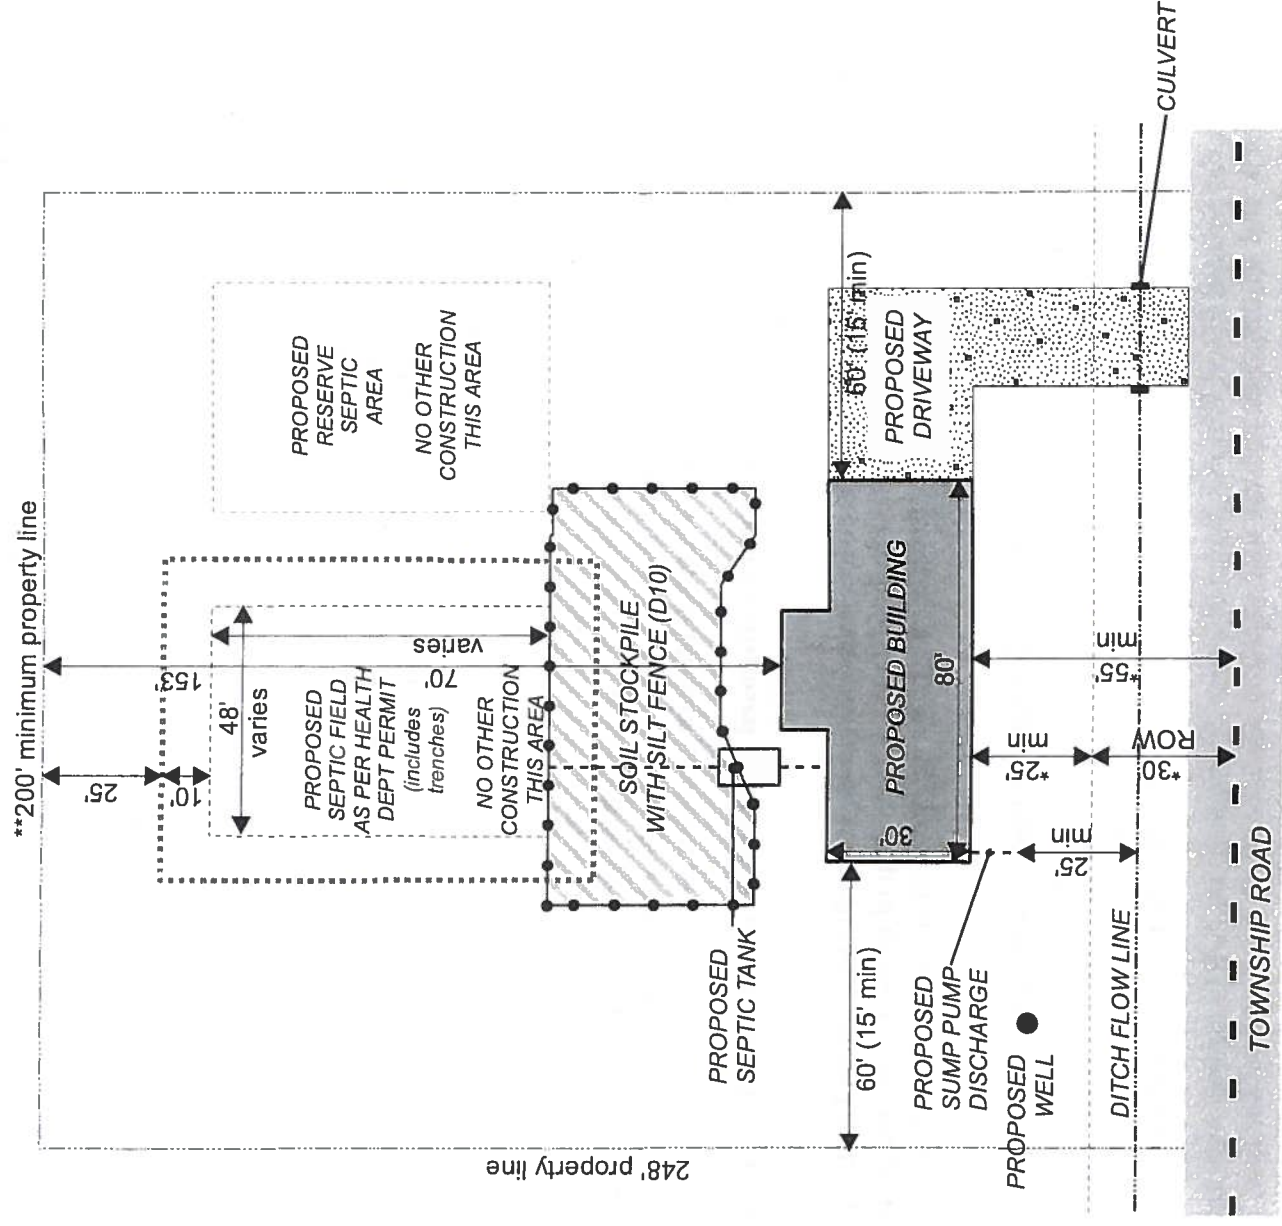 **200' minimum property line
25'
10'
153'
48'
varies
70'
varies
PROPOSED
SEPTIC FIELD
AS PER HEALTH
DEPT PERMIT
(includes
trenches)
NO OTHER
CONSTRUCTION
THIS AREA
PROPOSED
RESERVE
SEPTIC
AREA
NO OTHER
CONSTRUCTION
THIS AREA
SOIL STOCKPILE
WITH SILT FENCE (D10)
PROPOSED
SEPTIC TANK
248' property line
60' (15' min)
PROPOSED BUILDING
30'
80'
60' (15' min)
PROPOSED
DRIVEWAY
PROPOSED
SUMP PUMP
DISCHARGE
PROPOSED
WELL
25'
min
*25'
min
*30'
ROW
*55'
min
CULVERT
DITCH FLOW LINE
TOWNSHIP ROAD